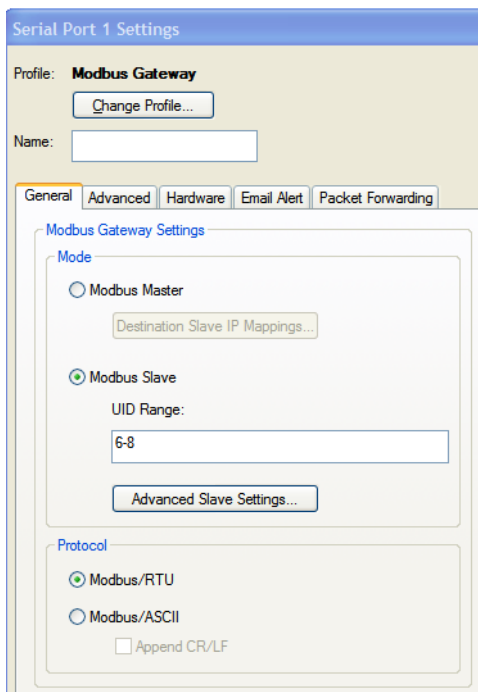 Serial Port 1 Settings
Profile: Modbus Gateway
Change Profile...
Name:
General Advanced Hardware Email Alert Packet Forwarding
Modbus Gateway Settings
Mode
Modbus Master
Destination Slave IP Mappings...
Modbus Slave
UID Range:
6-8
Advanced Slave Settings...
Protocol
Modbus/RTU
Modbus/ASCII
Append CR/LF